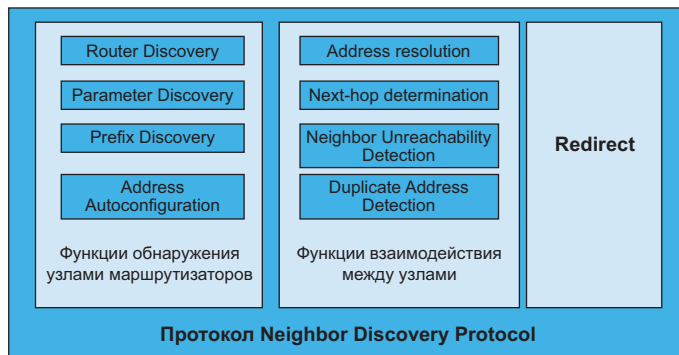 Router Discovery
Parameter Discovery
Prefix Discovery
Address
Autoconfiguration
Функции обнаружения
узлами маршрутизаторов
Address resolution
Next-hop determination
Neighbor Unreachability
Detection
Duplicate Address
Detection
Функции взаимодействия
между узлами
Redirect
Протокол Neighbor Discovery Protocol